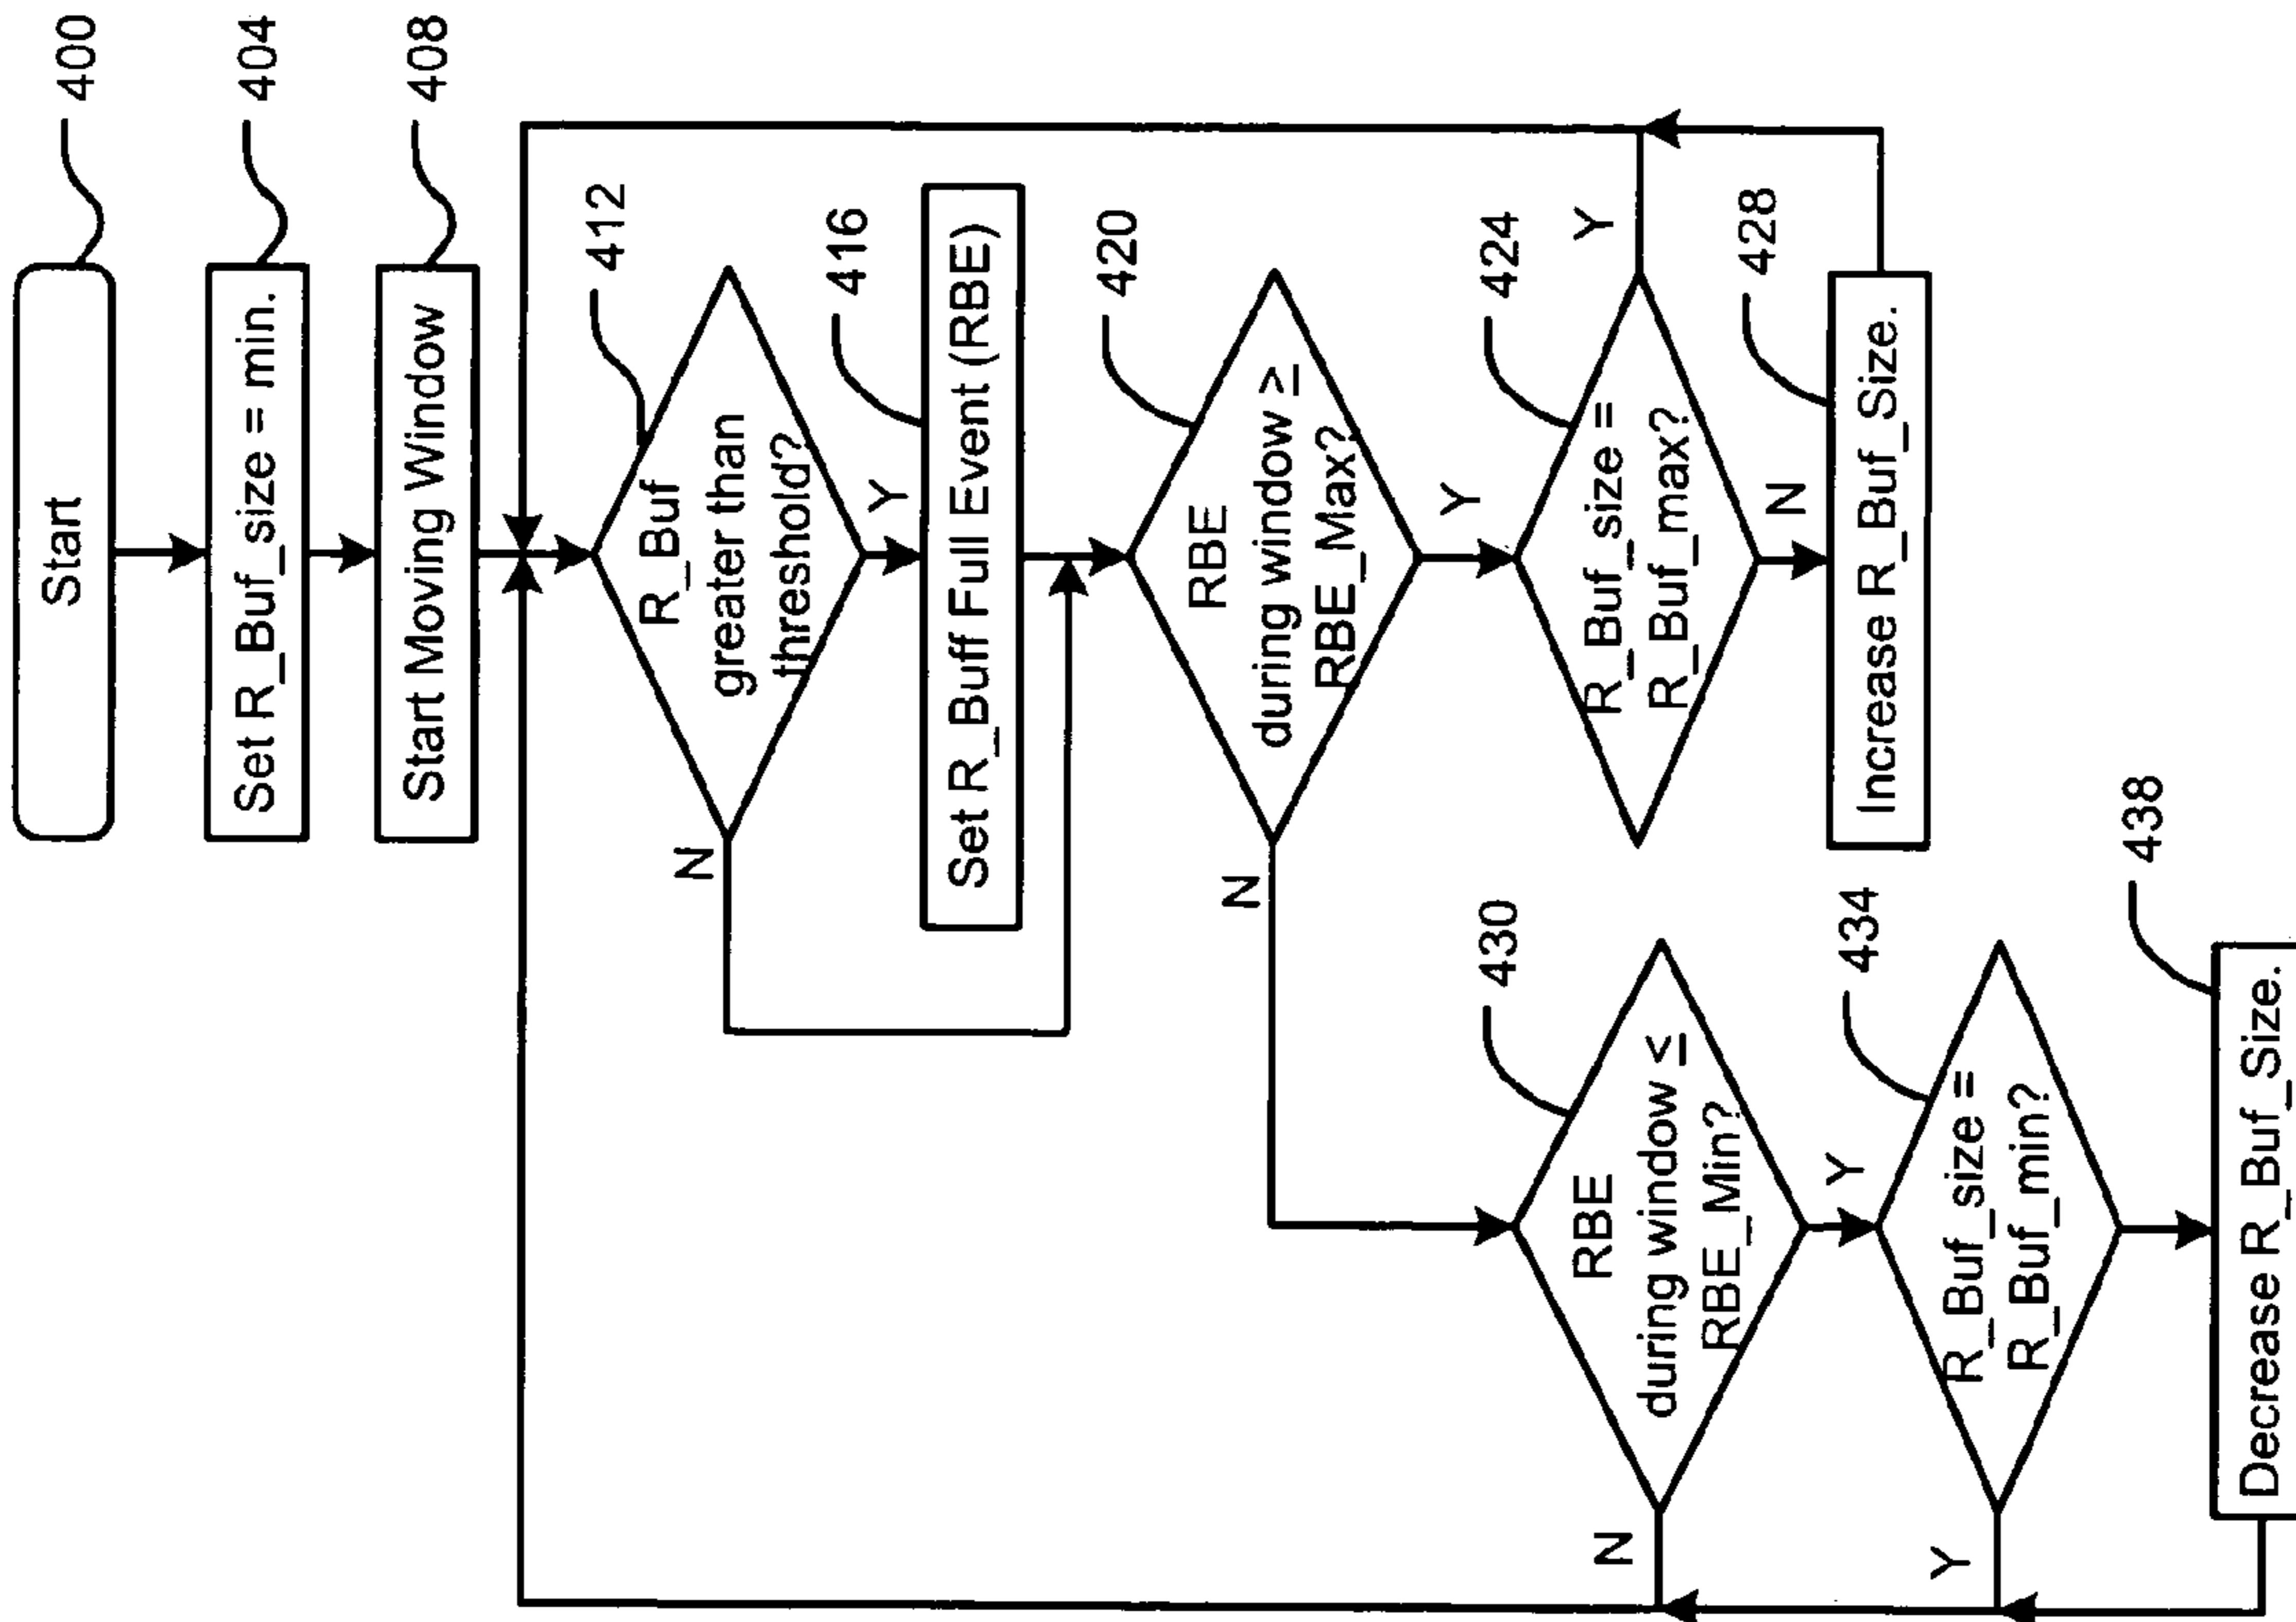 Start
400
Set R_Buf_size = min.
404
Start Moving Window
408
R_Buf
greater than
threshold?
412
N
Y
Set R_Buff Full Event (RBE)
416
RBE
during window ≥
RBE_Max?
420
N
Y
R_Buf_size =
R_Buf_max?
424
Y
N
Increase R_Buf_Size.
428
RBE
during window ≤
RBE_Min?
430
N
Y
R_Buf_size =
R_Buf_min?
434
Y
Decrease R_Buf_Size.
438